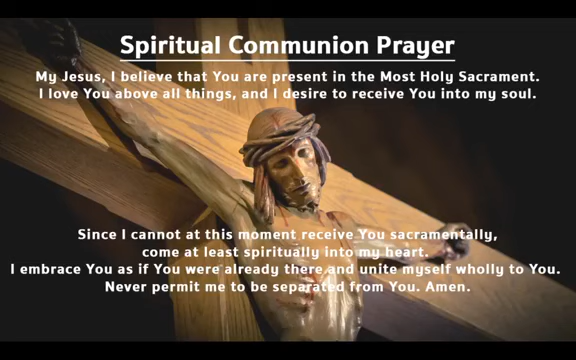 Spiritual Communion Prayer
My Jesus, I believe that You are present in the Most Holy Sacrament.
I love You above all things, and I desire to receive You into my soul.
Since I cannot at this moment receive You sacramentally,
come at least spiritually into my heart.
I embrace You as if You were already there and unite myself wholly to You.
Never permit me to be separated from You. Amen.